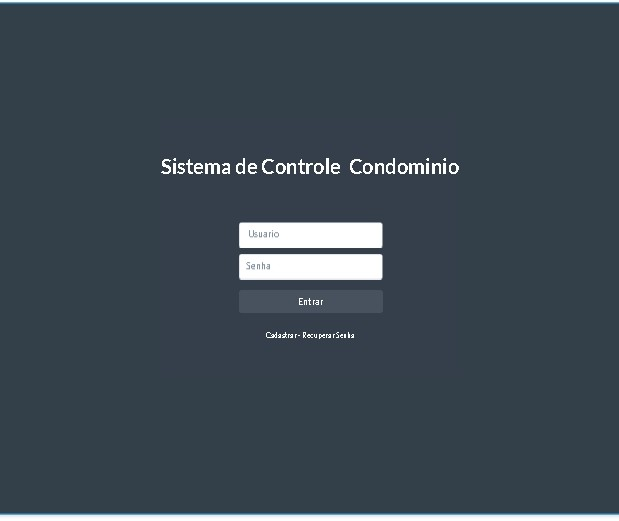 Sistema de Controle Condominio
Usuario
Senha
Entrar
Cadastrar - Recuperar Senha